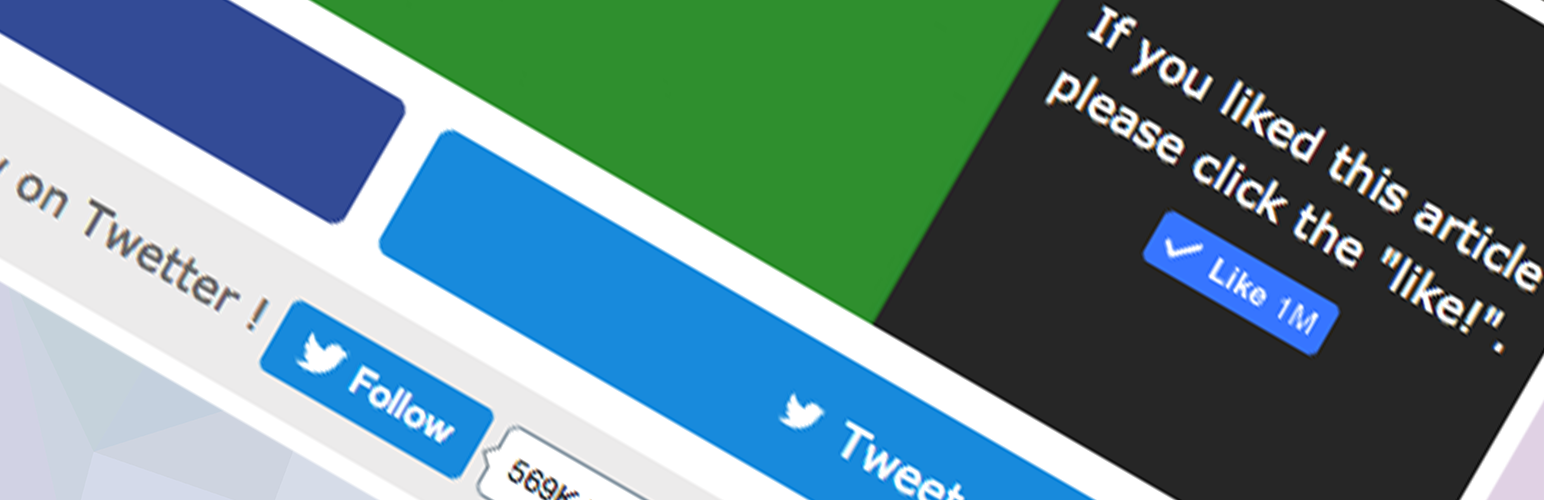 If you liked this article
please click the "like!".
Like 1M
on Twetter !
Follow
569K
Tweet